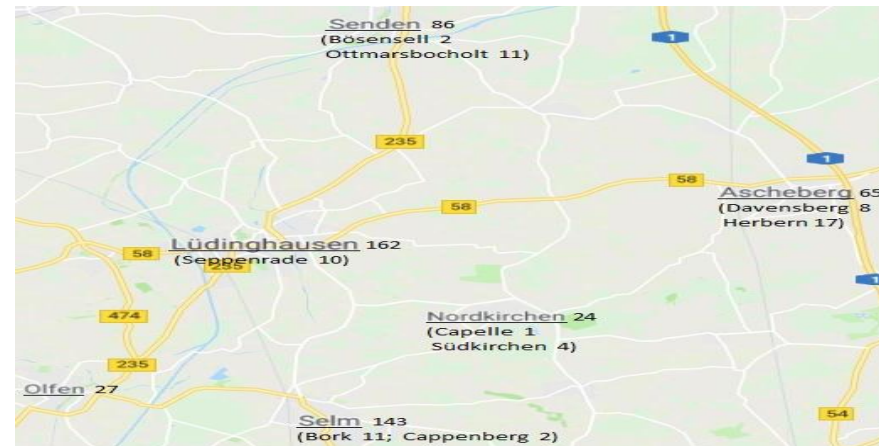 Senden 86
(Bösensell 2
Ottmarsbocholt 11)
1
235
1
58
58
Ascheberg 65
(Davensberg 8
Herbern 17)
Lüdinghausen 162
58
(Seppenrade 10)
235
1
474
Nordkirchen 24
(Capelle 1
Südkirchen 4)
235
Olfen 27
54
Selm 143
(Bork 11; Cappenberg 2)